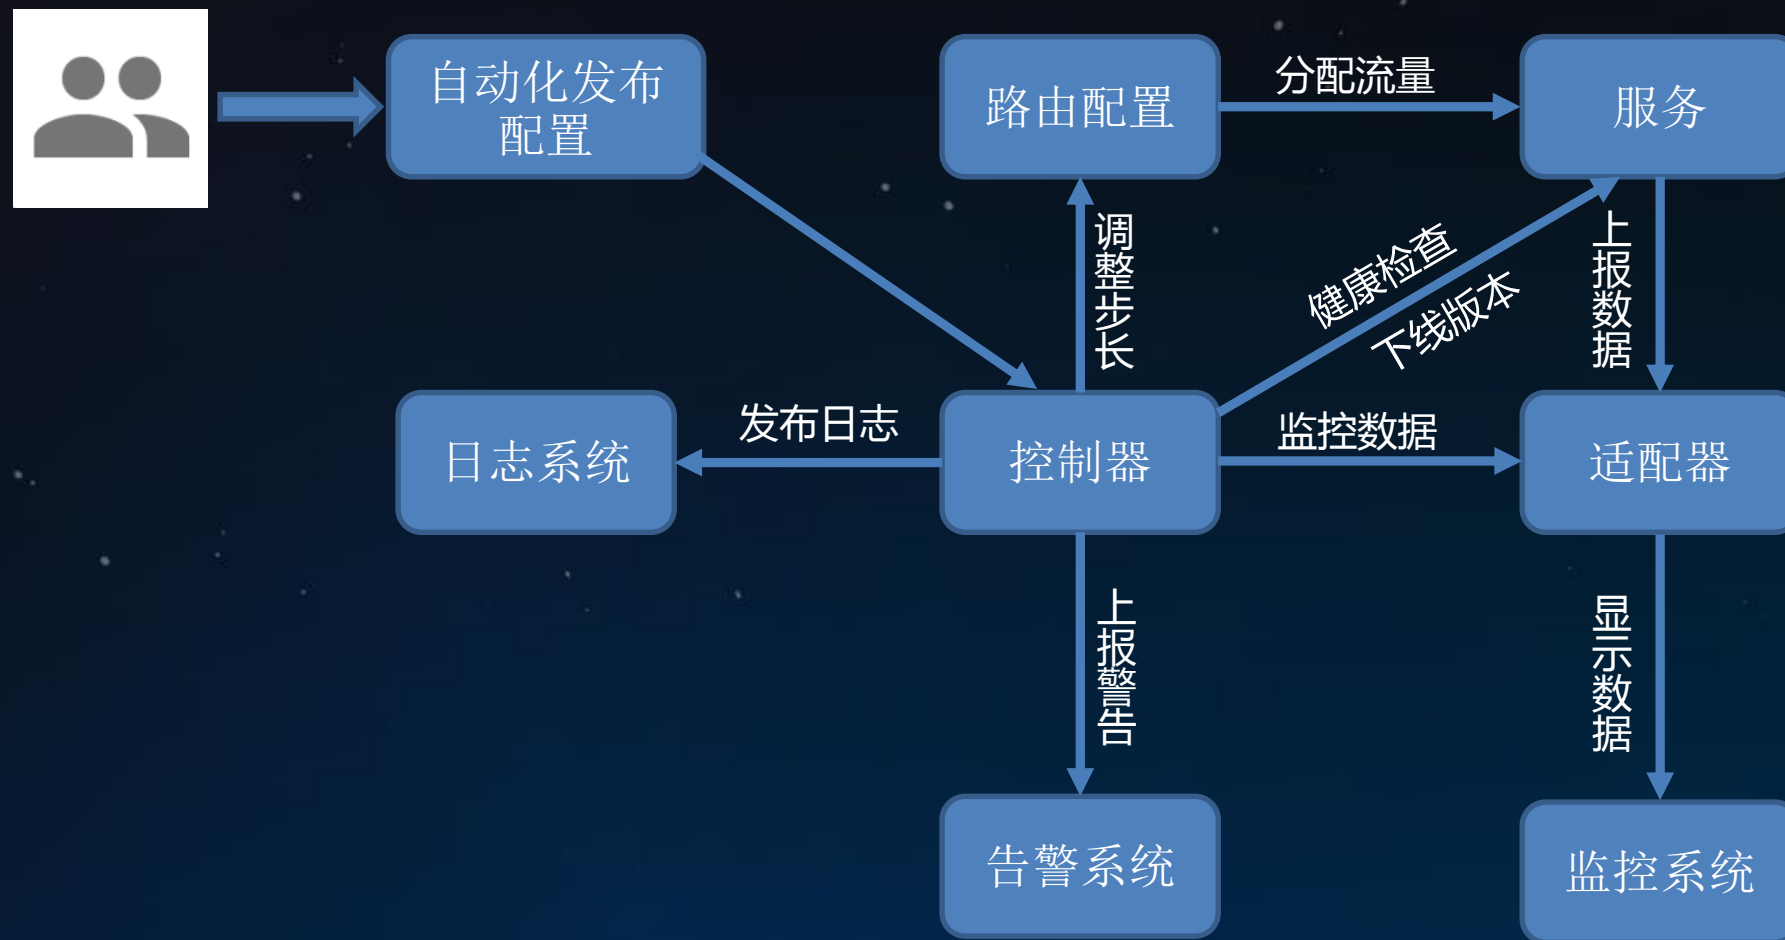 自动化发布
配置
路由配置
分配流量
服务
调整步长
健康检查
下线版本
上报数据
日志系统
发布日志
控制器
监控数据
适配器
上报警告
显示数据
告警系统
监控系统